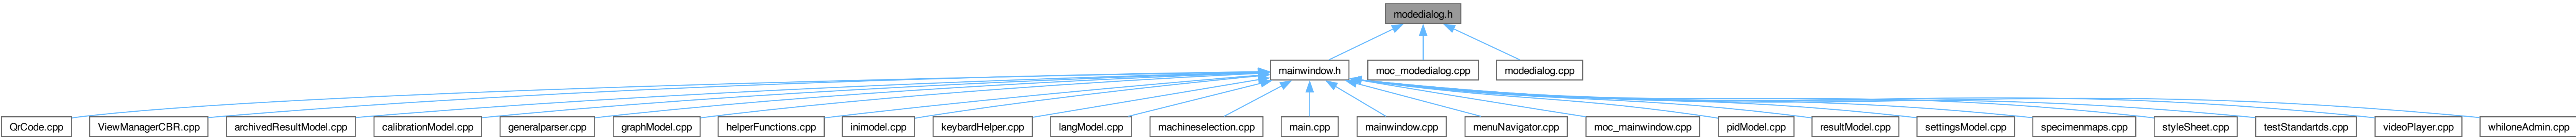 modedialog.h
mainwindow.h
moc_modedialog.cpp
modedialog.cpp
QrCode.cpp
ViewManagerCBR.cpp
archivedResultModel.cpp
calibrationModel.cpp
generalparser.cpp
graphModel.cpp
helperFunctions.cpp
inimodel.cpp
keybardHelper.cpp
langModel.cpp
machineselection.cpp
main.cpp
mainwindow.cpp
menuNavigator.cpp
moc_mainwindow.cpp
pidModel.cpp
resultModel.cpp
settingsModel.cpp
specimenmaps.cpp
styleSheet.cpp
testStandartds.cpp
videoPlayer.cpp
whiloneAdmin.cpp